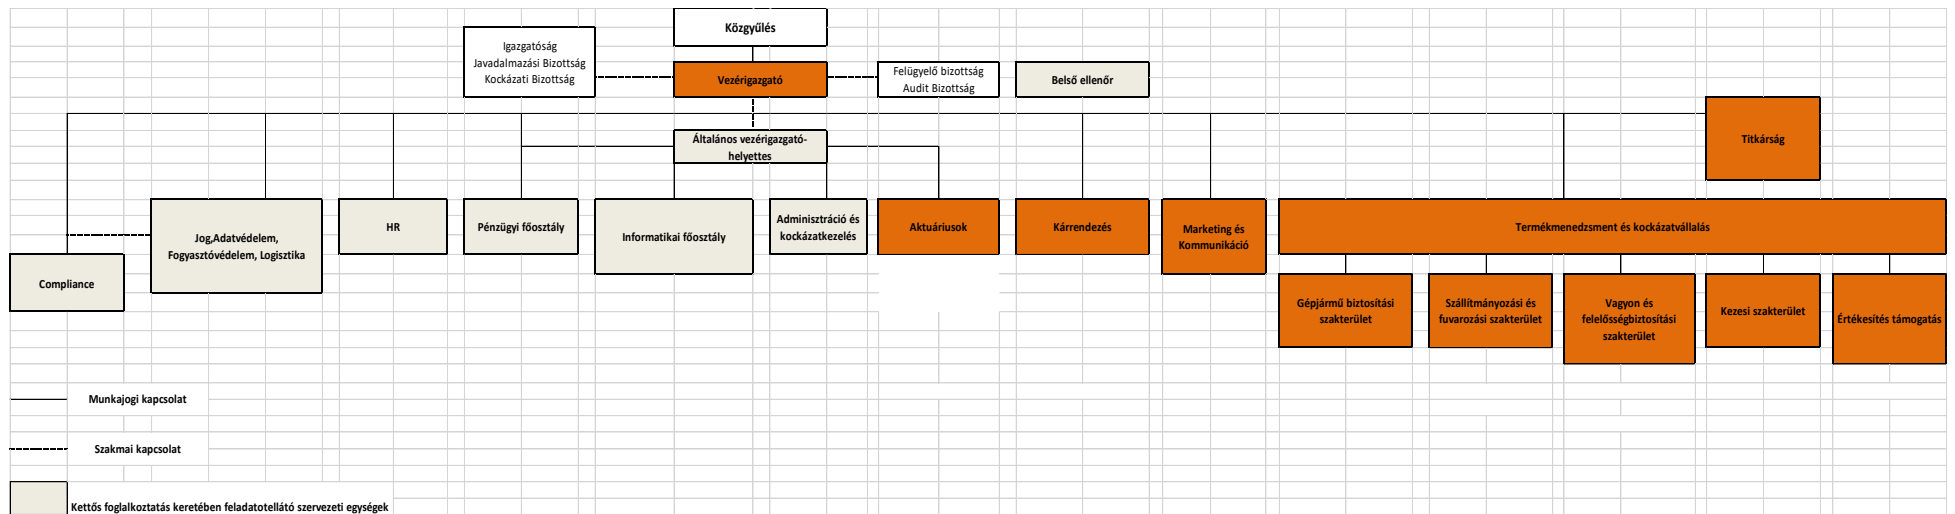 Közgyűlés
Igazgatóság
Javadalmazási Bizottság
Kockázati Bizottság
Vezérigazgató
Felügyelő bizottság
Audit Bizottság
Belső ellenőr
Általános vezérigazgató-
helyettes
Titkárság
Jog,Adatvédelem,
Fogyasztóvédelem, Logisztika
HR
Pénzügyi főosztály
Informatikai főosztály
Adminisztráció és
kockázatkezelés
Aktuáriusok
Kárrendezés
Marketing és
Kommunikáció
Termékmenedzsment és kockázatvállalás
Compliance
Gépjármű biztosítási
szakterület
Szállítmányozási és
fuvarozási szakterület
Vagyon és
felelősségbiztosítási
szakterület
Kezesi szakterület
Értékesítés támogatás
Munkajogi kapcsolat
Szakmai kapcsolat
Kettős foglalkoztatás keretében feladatotellátó szervezeti egységek